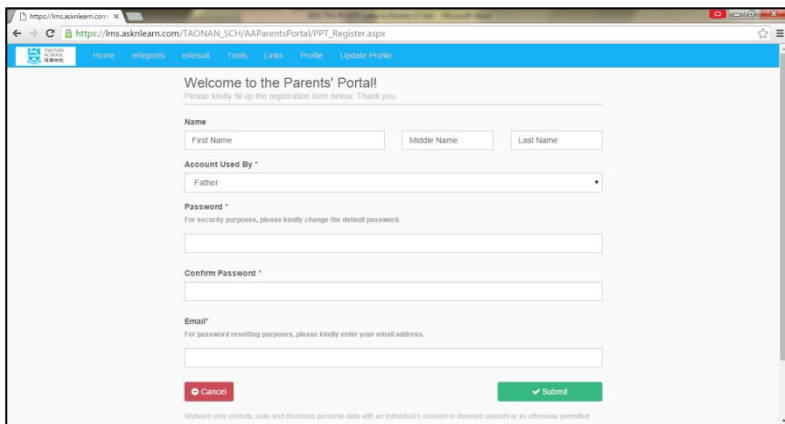 https://lms.asknlearn.com
https://lms.asknlearn.com/TAONAN_SCH/AAParentsPortal/PPT_Register.aspx
TAO NAN
SCHOOL
Home eReports eResult Tools Links Profile Update Profile
Welcome to the Parents' Portal!
Please kindly fill up the registration form below. Thank you.
Name
First Name Middle Name Last Name
Account Used By *
Father
Password *
For security purposes, please kindly change the default password.
Confirm Password *
Email*
For password resetting purposes, please kindly enter your email address.
Cancel Submit
Wizlearn only collects, uses and discloses personal data with an individual's consent or deemed consent or as otherwise permitted